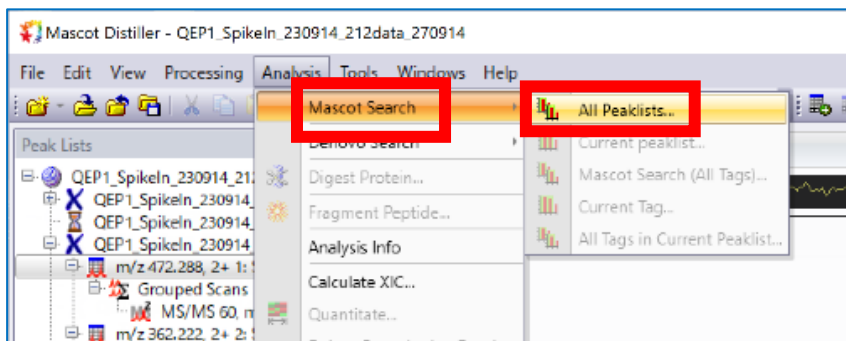 Mascot Distiller - QEP1_SpikeIn_230914_212data_270914
File Edit View Processing Analysis Tools Windows Help
Peak Lists
QEP1_SpikeIn_230914_21
QEP1_SpikeIn_230914_
QEP1_SpikeIn_230914_
QEP1_SpikeIn_230914_
m/z 472.288, 2+ 1:
Grouped Scans
MS/MS 60, m
m/z 362.222, 2+ 2:
Mascot Search
Denovo Search
Digest Protein...
Fragment Peptide...
Analysis Info
Calculate XIC...
Quantitate...
All Peaklists...
Current peaklist...
Mascot Search (All Tags)...
Current Tag...
All Tags in Current Peaklist...